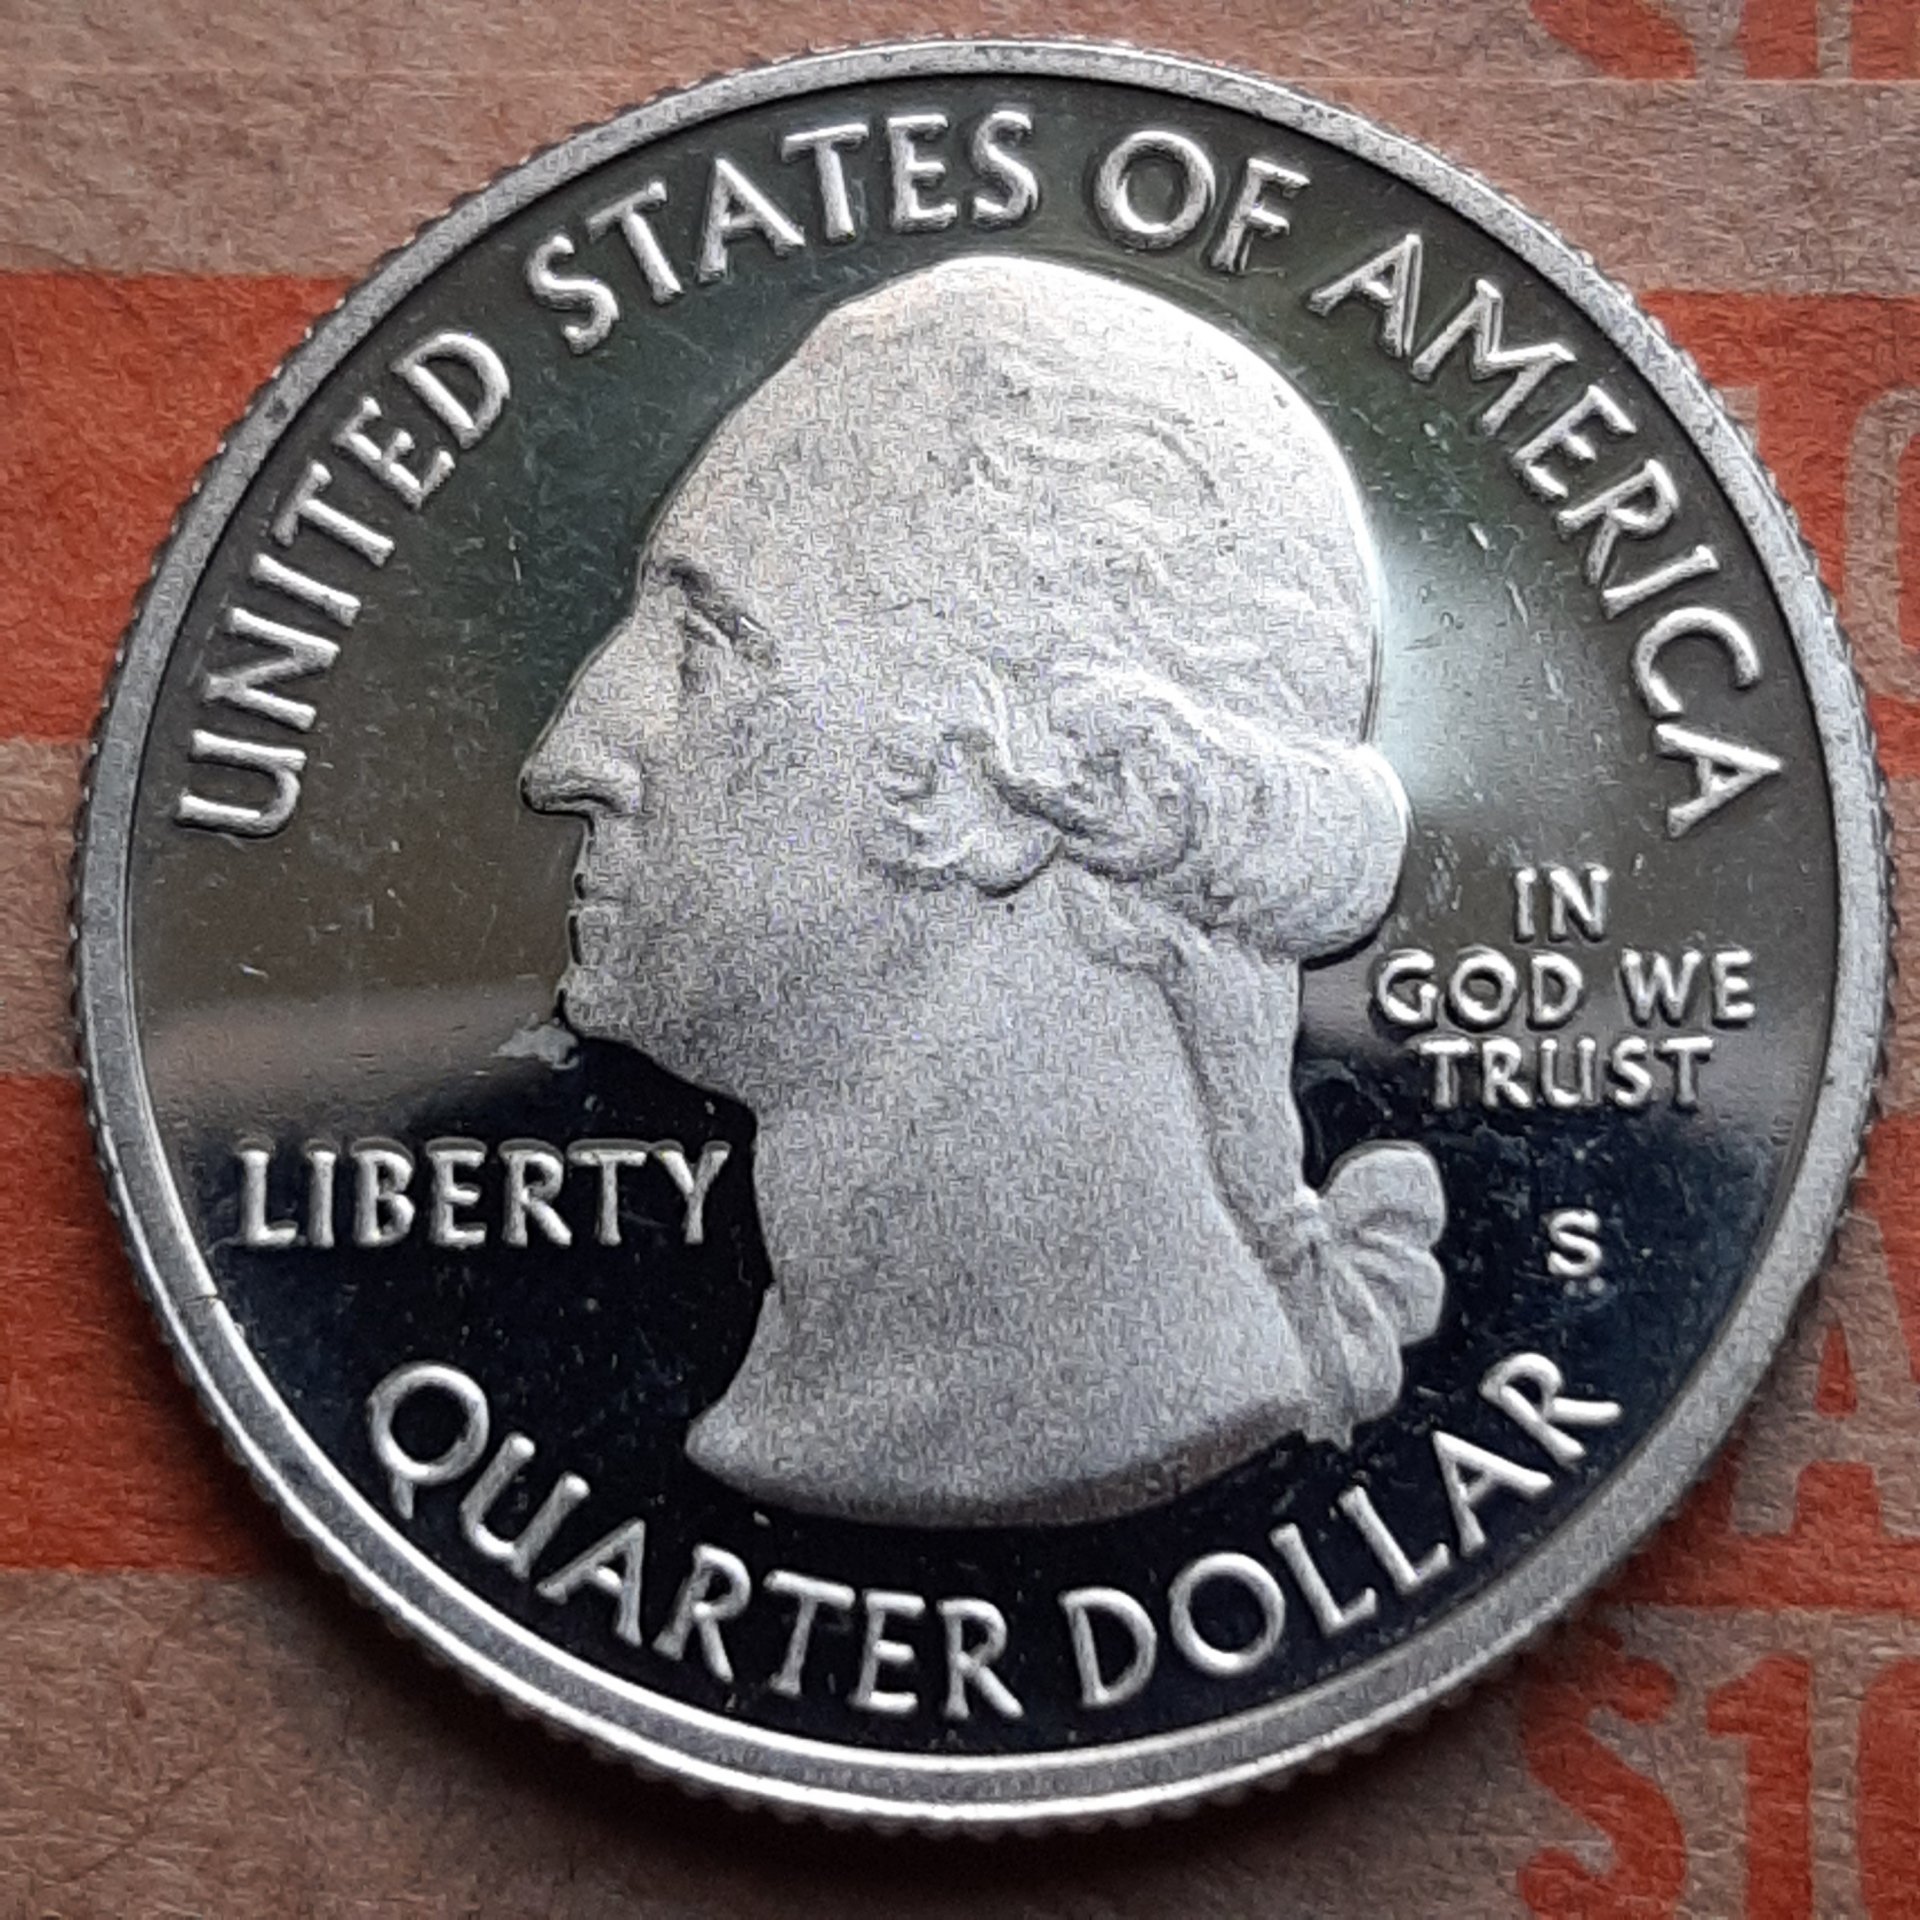 UNITED STATES OF AMERICA
LIBERTY
IN
GOD WE
TRUST
S
QUARTER DOLLAR